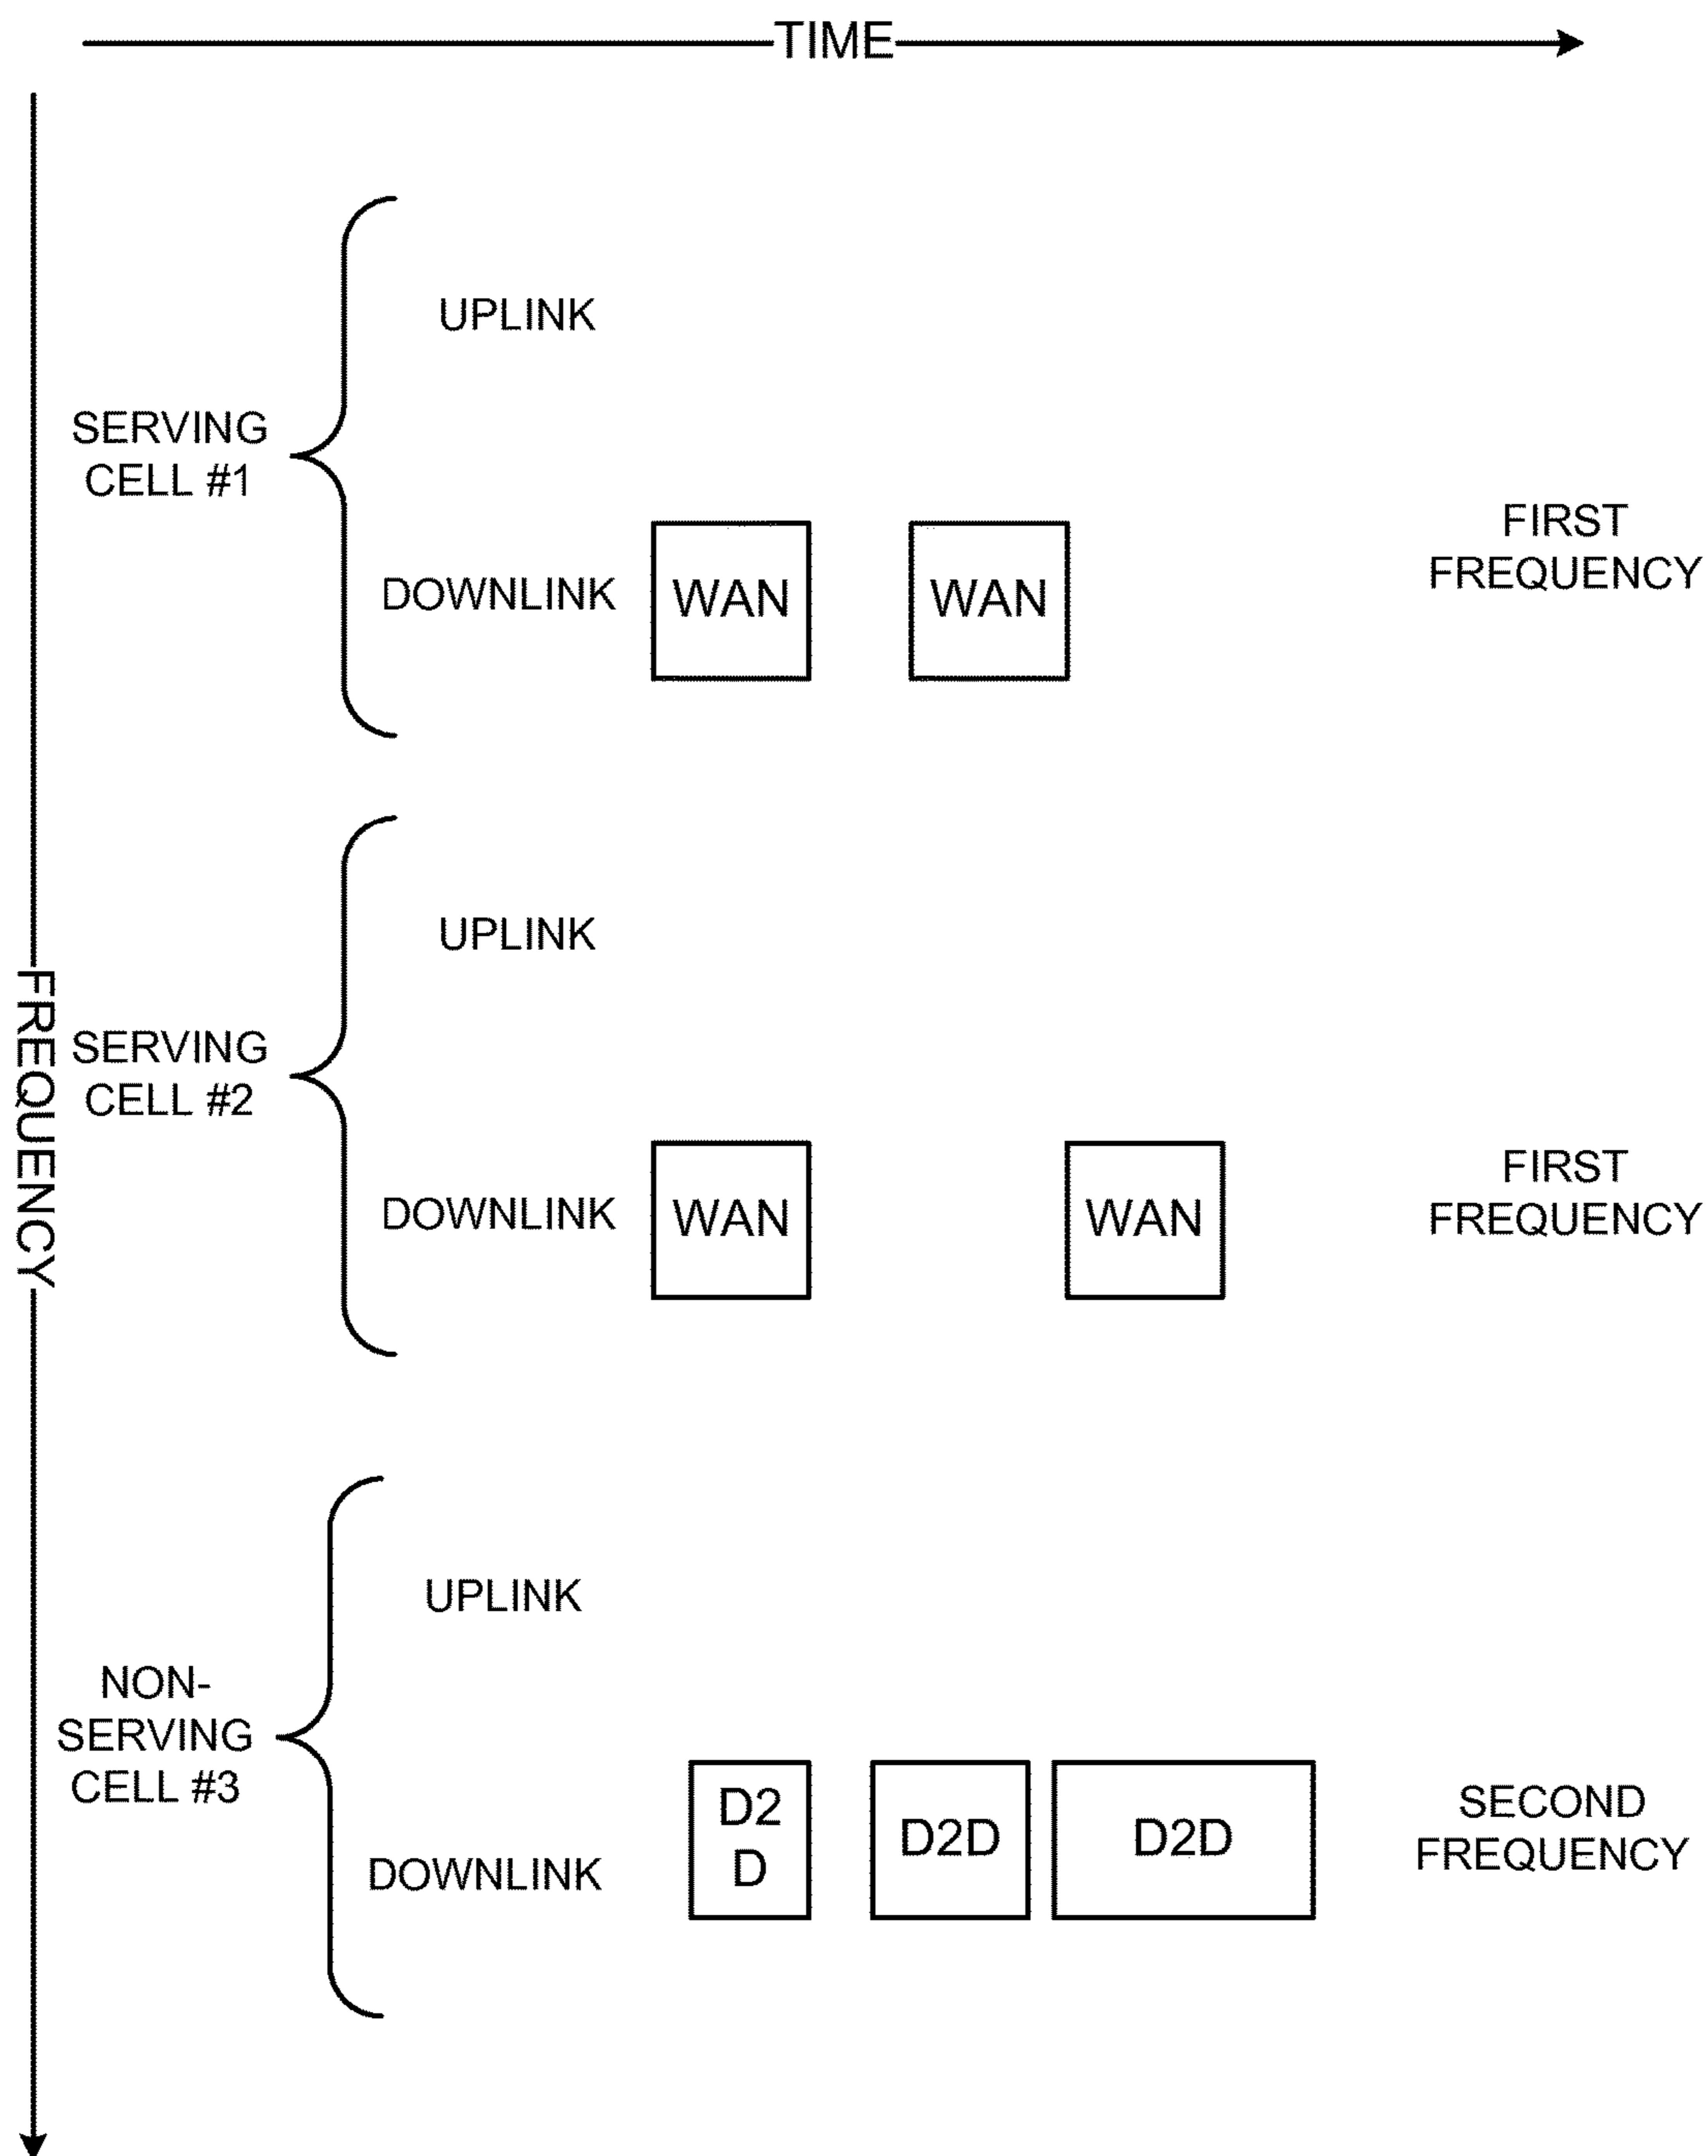 TIME
FREQUENCY
SERVING
CELL #1
UPLINK
DOWNLINK
WAN
WAN
FIRST
FREQUENCY
SERVING
CELL #2
UPLINK
DOWNLINK
WAN
WAN
FIRST
FREQUENCY
NON-
SERVING
CELL #3
UPLINK
DOWNLINK
D2
D
D2D
D2D
SECOND
FREQUENCY